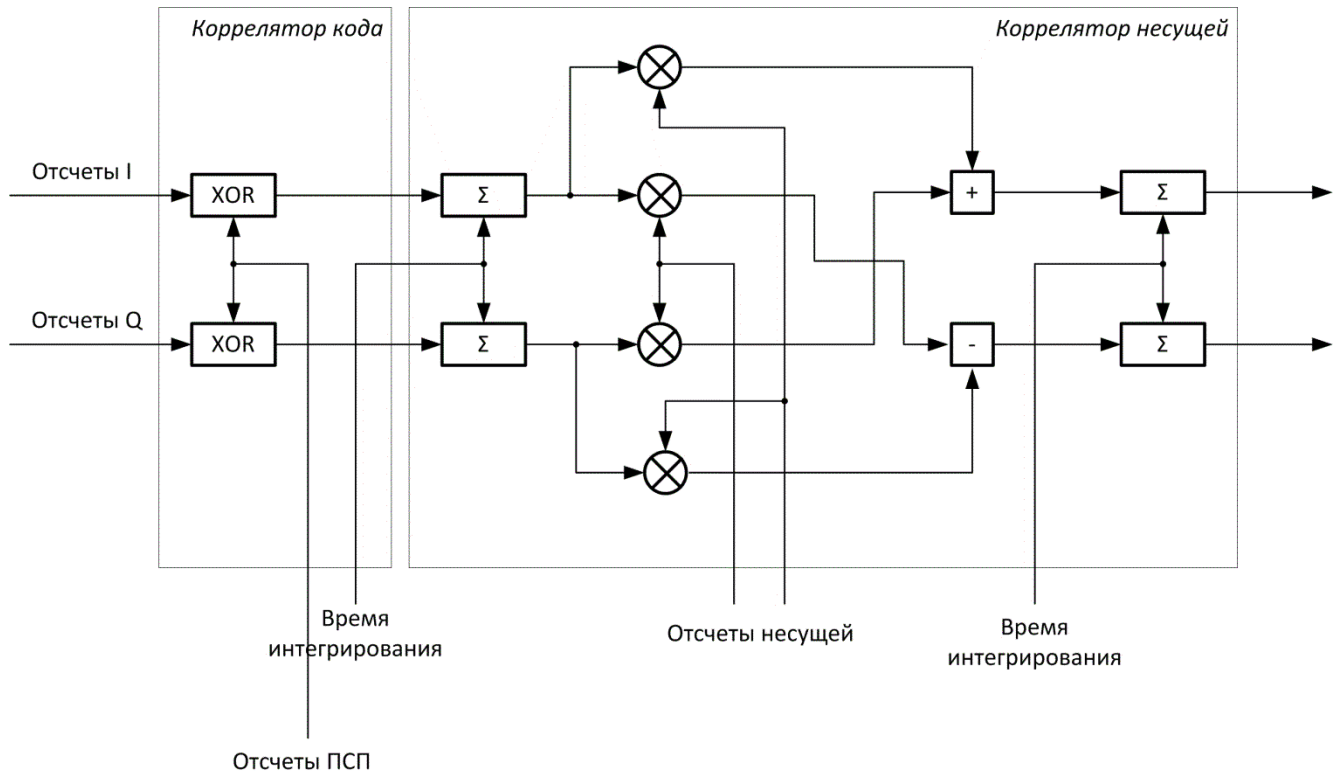 Коррелятор кода
Коррелятор несущей
Отсчеты I
XOR
Σ
+
Σ
Отсчеты Q
XOR
Σ
-
Σ
Время
интегрирования
Отсчеты несущей
Время
интегрирования
Отсчеты ПСП